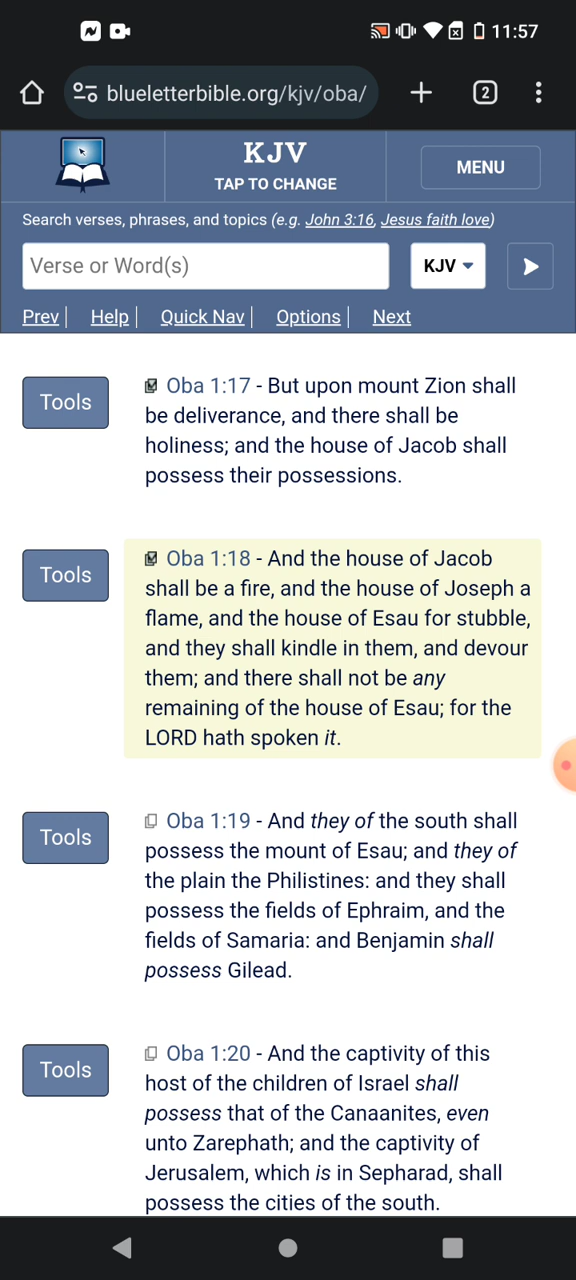 11:57
blueletterbible.org/kjv/oba/
2
KJV
TAP TO CHANGE
MENU
Search verses, phrases, and topics (e.g. John 3:16, Jesus faith love)
Verse or Word(s)
KJV
Prev | Help | Quick Nav | Options | Next
Tools
Oba 1:17 - But upon mount Zion shall
be deliverance, and there shall be
holiness; and the house of Jacob shall
possess their possessions.
Tools
Oba 1:18 - And the house of Jacob
shall be a fire, and the house of Joseph a
flame, and the house of Esau for stubble,
and they shall kindle in them, and devour
them; and there shall not be any
remaining of the house of Esau; for the
LORD hath spoken it.
Tools
Oba 1:19 - And they of the south shall
possess the mount of Esau; and they of
the plain the Philistines: and they shall
possess the fields of Ephraim, and the
fields of Samaria: and Benjamin shall
possess Gilead.
Tools
Oba 1:20 - And the captivity of this
host of the children of Israel shall
possess that of the Canaanites, even
unto Zarephath; and the captivity of
Jerusalem, which is in Sepharad, shall
possess the cities of the south.